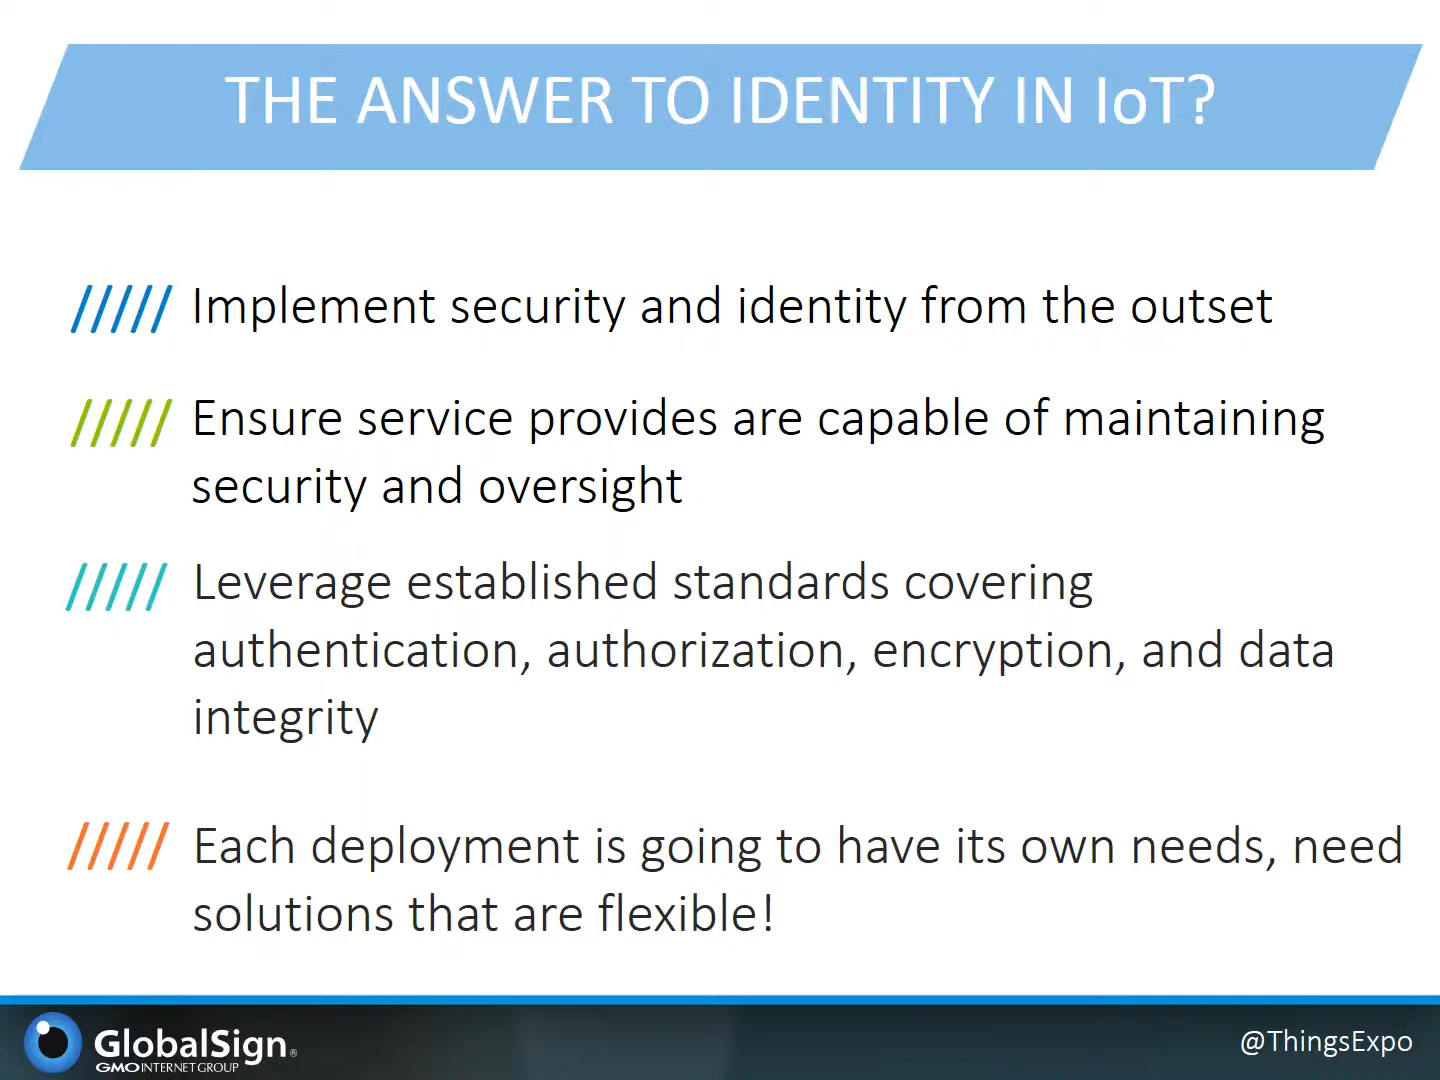 THE ANSWER TO IDENTITY IN IoT?
///// Implement security and identity from the outset
///// Ensure service provides are capable of maintaining
security and oversight
///// Leverage established standards covering
authentication, authorization, encryption, and data
integrity
///// Each deployment is going to have its own needs, need
solutions that are flexible!
GlobalSign®
GMO INTERNET GROUP
@ThingsExpo